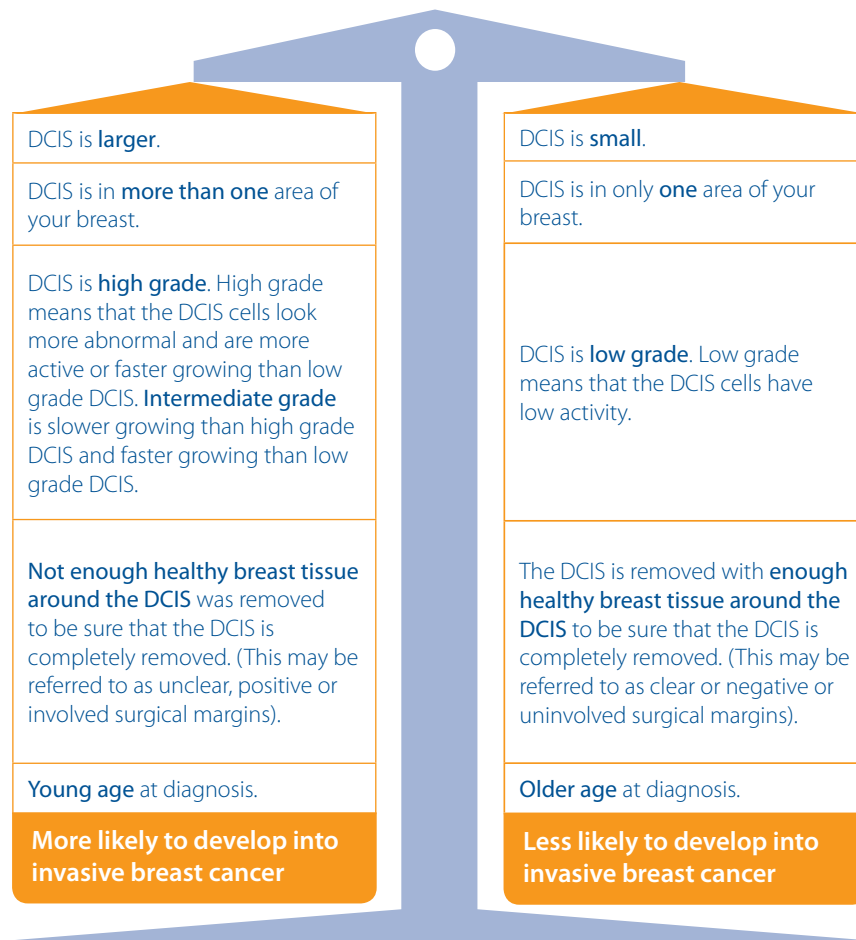 DCIS is larger.
DCIS is in more than one area of
your breast.
DCIS is high grade. High grade
means that the DCIS cells look
more abnormal and are more
active or faster growing than low
grade DCIS. Intermediate grade
is slower growing than high grade
DCIS and faster growing than low
grade DCIS.
Not enough healthy breast tissue
around the DCIS was removed
to be sure that the DCIS is
completely removed. (This may be
referred to as unclear, positive or
involved surgical margins).
Young age at diagnosis.
More likely to develop into
invasive breast cancer
DCIS is small.
DCIS is in only one area of your
breast.
DCIS is low grade. Low grade
means that the DCIS cells have
low activity.
The DCIS is removed with enough
healthy breast tissue around the
DCIS to be sure that the DCIS is
completely removed. (This may be
referred to as clear or negative or
uninvolved surgical margins).
Older age at diagnosis.
Less likely to develop into
invasive breast cancer